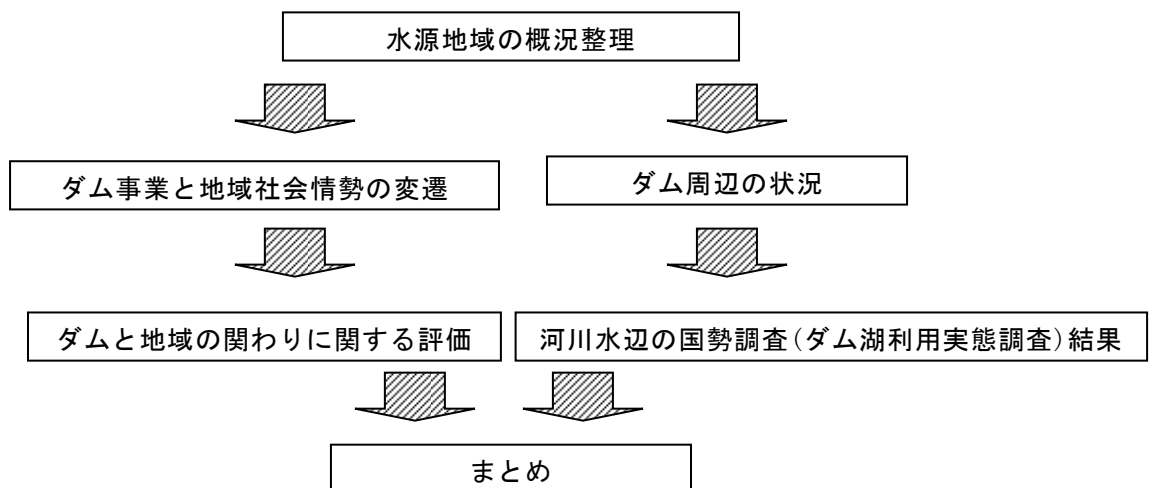 水源地域の概況整理
ダム事業と地域社会情勢の変遷
ダム周辺の状況
ダムと地域の関わりに関する評価
河川水辺の国勢調査(ダム湖利用実態調査)結果
まとめ